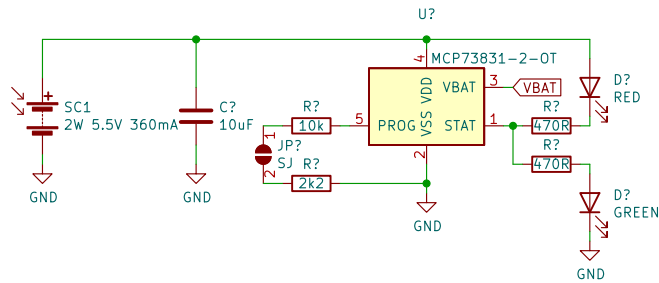 U?
MCP73831-2-OT
4
VDD
VBAT
3
VBAT
D?
RED
SC1
2W 5.5V 360mA
C?
10uF
R?
10k
5
PROG
VSS
STAT
1
R?
470R
1
JP?
SJ
2
R?
2k2
2
R?
470R
D?
GREEN
GND
GND
GND
GND